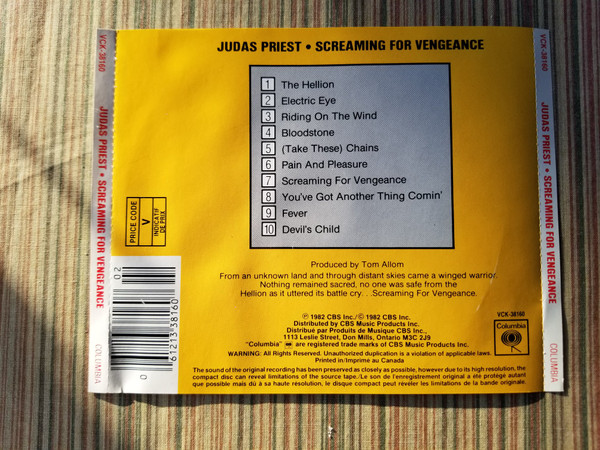 JUDAS PRIEST • SCREAMING FOR VENGEANCE
1 The Hellion
2 Electric Eye
3 Riding On The Wind
4 Bloodstone
5 (Take These) Chains
6 Pain And Pleasure
7 Screaming For Vengeance
8 You've Got Another Thing Comin'
9 Fever
10 Devil's Child
Produced by Tom Allom
From an unknown land and through distant skies came a winged warrior.
Nothing remained sacred, no one was safe from the
Hellion as it uttered its battle cry. . .Screaming For Vengeance.
℗ 1982 CBS Inc./© 1982 CBS Inc.
Distributed by CBS Music Products Inc.
Distribué par Produits de Musique CBS Inc.,
1113 Leslie Street, Don Mills, Ontario M3C 2J9
"Columbia" are registered trade marks of CBS Music Products Inc.
WARNING: All Rights Reserved. Unauthorized duplication is a violation of applicable laws.
Printed in/Imprime au Canada
The sound of the original recording has been preserved as closely as possible, however due to its high resolution, the
compact disc can reveal limitations of the source tape./Le son de l'enregistrement original a été protegé autant
que possible mais dû à sa haute résolution, le disque compact peut révéler les limitations de la bande originale.
VCK-38160
Columbia
PRICE CODE
V
INDICATIF
DE PRIX
02
0
61213 38160
VCK-38160
JUDAS PRIEST • SCREAMING FOR VENGEANCE
COLUMBIA
VCK-38160
JUDAS PRIEST • SCREAMING FOR VENGEANCE
COLUMBIA